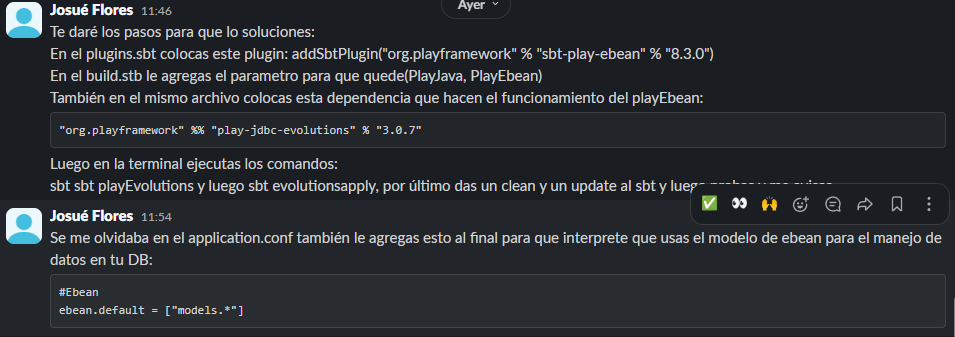 Ayer
Josué Flores 11:46
Te daré los pasos para que lo soluciones:
En el plugins.sbt colocas este plugin: addSbtPlugin("org.playframework" % "sbt-play-ebean" % "8.3.0")
En el build.stb le agregas el parametro para que quede(PlayJava, PlayEbean)
También en el mismo archivo colocas esta dependencia que hacen el funcionamiento del playEbean:
"org.playframework" %% "play-jdbc-evolutions" % "3.0.7"
Luego en la terminal ejecutas los comandos:
sbt sbt playEvolutions y luego sbt evolutionsapply, por último das un clean y un update al sbt y luego
Josué Flores 11:54
Se me olvidaba en el application.conf también le agregas esto al final para que interprete que usas el modelo de ebean para el manejo de
datos en tu DB:
#Ebean
ebean.default = ["models.*"]